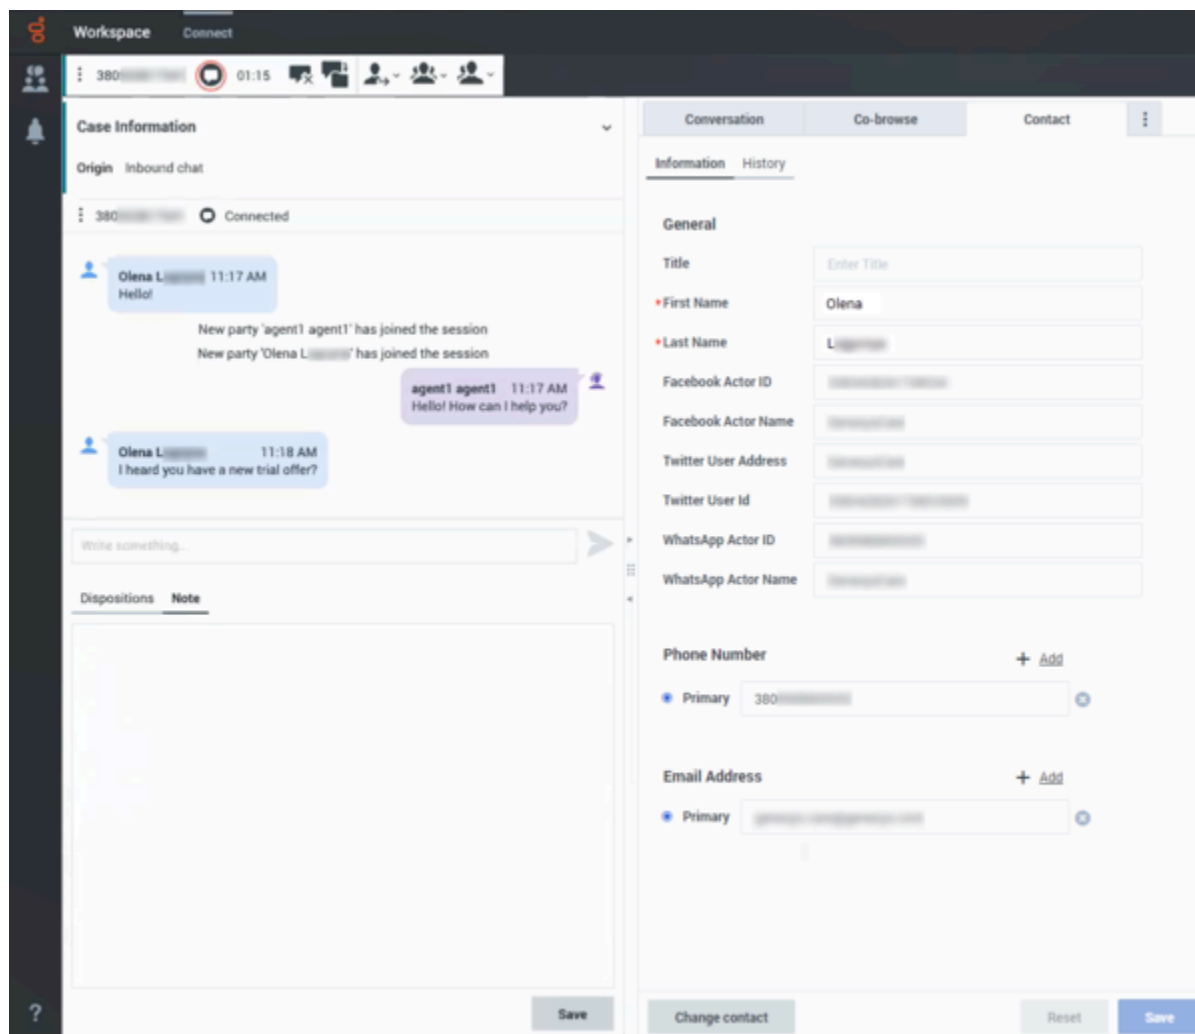 Workspace Connect
380 01:15
Case Information
Origin Inbound chat
380 Connected
Olena L 11:17 AM
Hello!
New party 'agent1 agent1' has joined the session
New party 'Olena L ' has joined the session
agent1 agent1 11:17 AM
Hello! How can I help you?
Olena L 11:18 AM
I heard you have a new trial offer?
Write something...
Dispositions Note
Save
Conversation Co-browse Contact
Information History
General
Title Enter Title
*First Name Olena
*Last Name L
Facebook Actor ID
Facebook Actor Name
Twitter User Address
Twitter User Id
WhatsApp Actor ID
WhatsApp Actor Name
Phone Number + Add
Primary 380
Email Address + Add
Primary
?
Change contact Reset Save